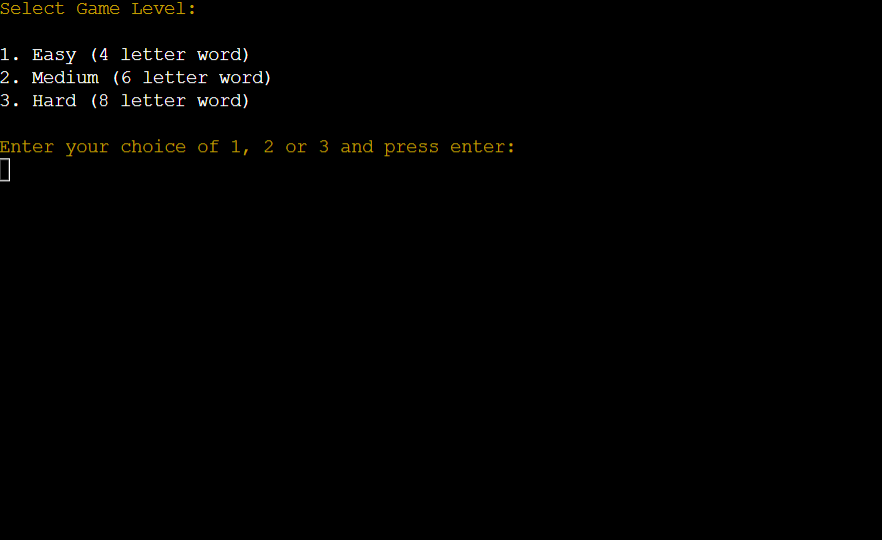 Select Game Level:
1. Easy (4 letter word)
2. Medium (6 letter word)
3. Hard (8 letter word)
Enter your choice of 1, 2 or 3 and press enter: